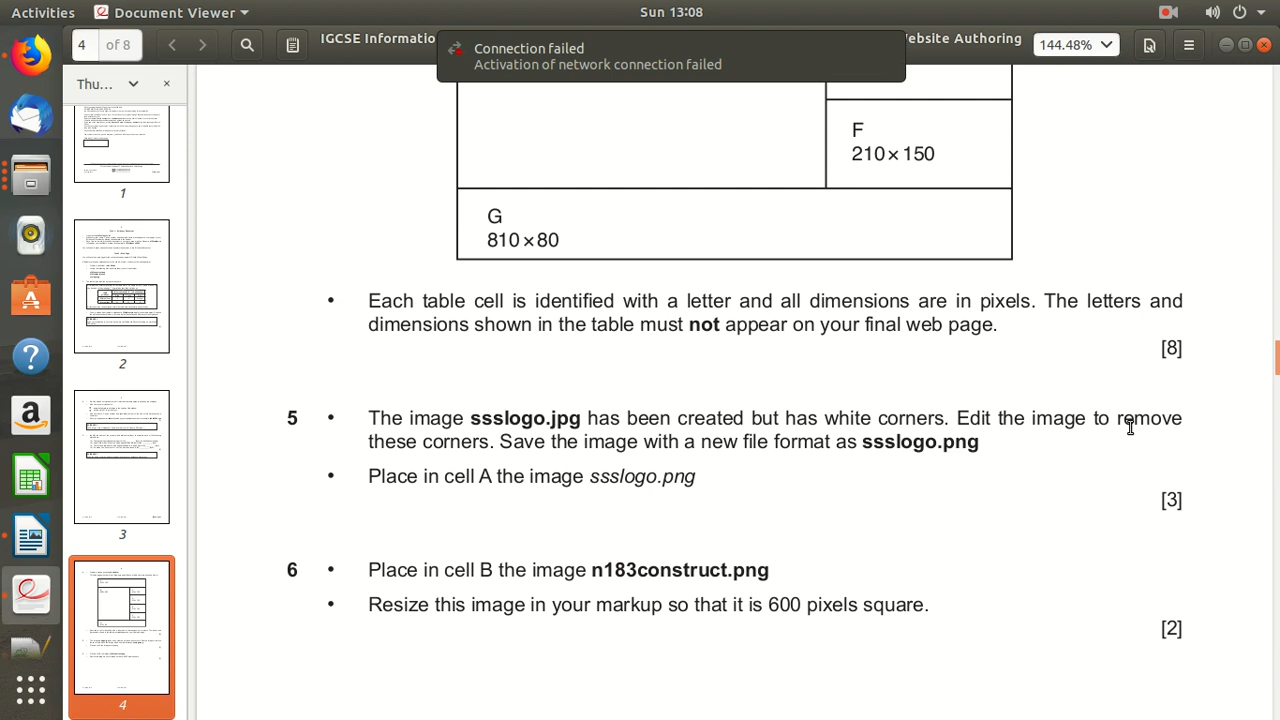 Activities Document Viewer Sun 13:08
4 of 8 IGCSE Informatio ebsite Authoring 144.48%
Connection failed
Activation of network connection failed
Thu...
1
2
3
4
F
210×150
G
810×80
• Each table cell is identified with a letter and all dimensions are in pixels. The letters and
dimensions shown in the table must not appear on your final web page.
[8]
5 • The image ssslogo.jpg has been created but has white corners. Edit the image to remove
these corners. Save the image with a new file format as ssslogo.png
• Place in cell A the image ssslogo.png
[3]
6 • Place in cell B the image n183construct.png
• Resize this image in your markup so that it is 600 pixels square.
[2]